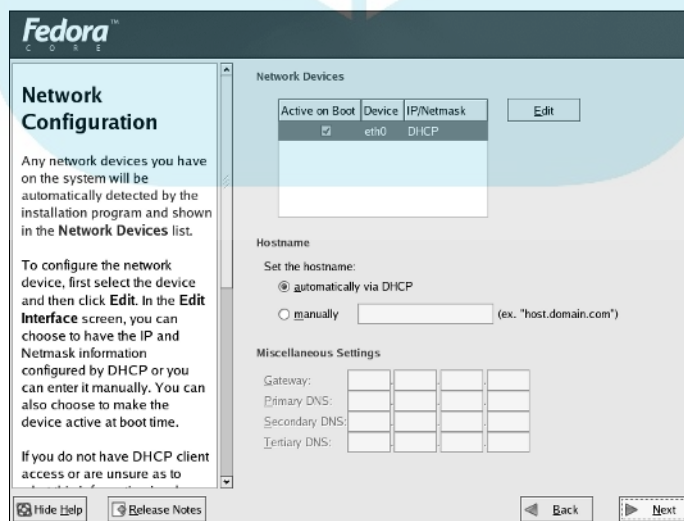 Fedora™
CORE
Network
Configuration
Any network devices you have
on the system will be
automatically detected by the
installation program and shown
in the Network Devices list.
To configure the network
device, first select the device
and then click Edit. In the Edit
Interface screen, you can
choose to have the IP and
Netmask information
configured by DHCP or you
can enter it manually. You can
also choose to make the
device active at boot time.
If you do not have DHCP client
access or are unsure as to
Network Devices
Active on Boot Device IP/Netmask
eth0 DHCP
Edit
Hostname
Set the hostname:
automatically via DHCP
manually (ex. "host.domain.com")
Miscellaneous Settings
Gateway:
Primary DNS:
Secondary DNS:
Tertiary DNS:
Hide Help
Release Notes
Back
Next